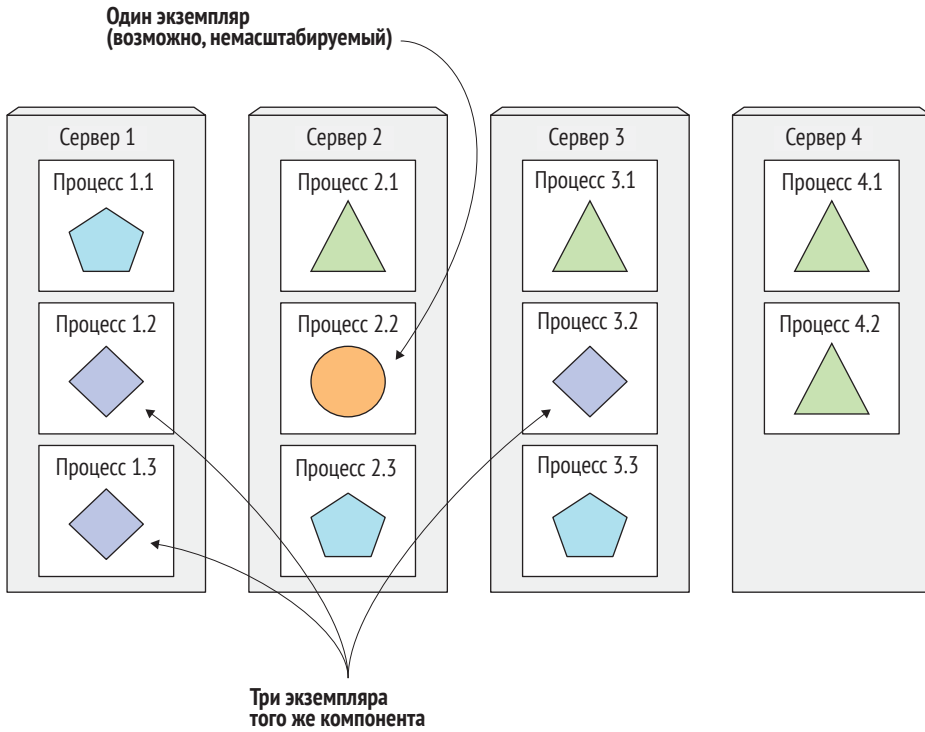 Один экземпляр
(возможно, немасштабируемый)
Сервер 1
Процесс 1.1
Процесс 1.2
Процесс 1.3
Сервер 2
Процесс 2.1
Процесс 2.2
Процесс 2.3
Сервер 3
Процесс 3.1
Процесс 3.2
Процесс 3.3
Сервер 4
Процесс 4.1
Процесс 4.2
Три экземпляра
того же компонента